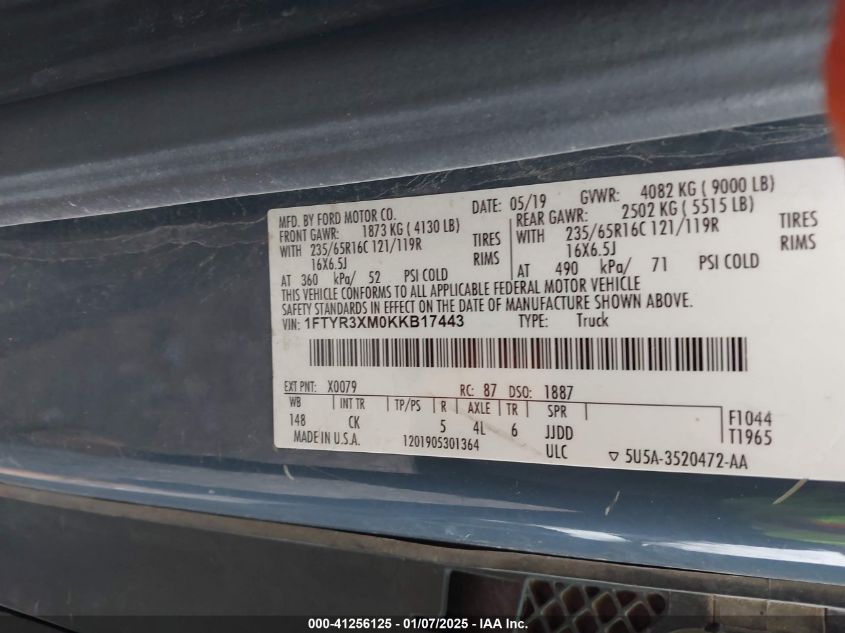 MFD. BY FORD MOTOR CO.
DATE: 05/19 GVWR: 4082 KG ( 9000 LB)
FRONT GAWR: 1873 KG ( 4130 LB)
REAR GAWR: 2502 KG ( 5515 LB)
WITH 235/65R16C 121/119R TIRES
WITH 235/65R16C 121/119R TIRES
16X6.5J RIMS
16X6.5J RIMS
AT 360 kPa/ 52 PSI COLD
AT 490 kPa/ 71 PSI COLD
THIS VEHICLE CONFORMS TO ALL APPLICABLE FEDERAL MOTOR VEHICLE
SAFETY STANDARDS IN EFFECT ON THE DATE OF MANUFACTURE SHOWN ABOVE.
VIN: 1FTYR3XM0KKB17443 TYPE: Truck
EXT PNT: X0079 RC: 87 DSO: 1887
WB INT TR TP/PS R AXLE TR SPR F1044
148 CK 5 4L 6 JJDD T1965
MADE IN U.S.A. 1201905301364 ULC ▽ 5U5A-3520472-AA
000-41256125 - 01/07/2025 - IAA Inc.